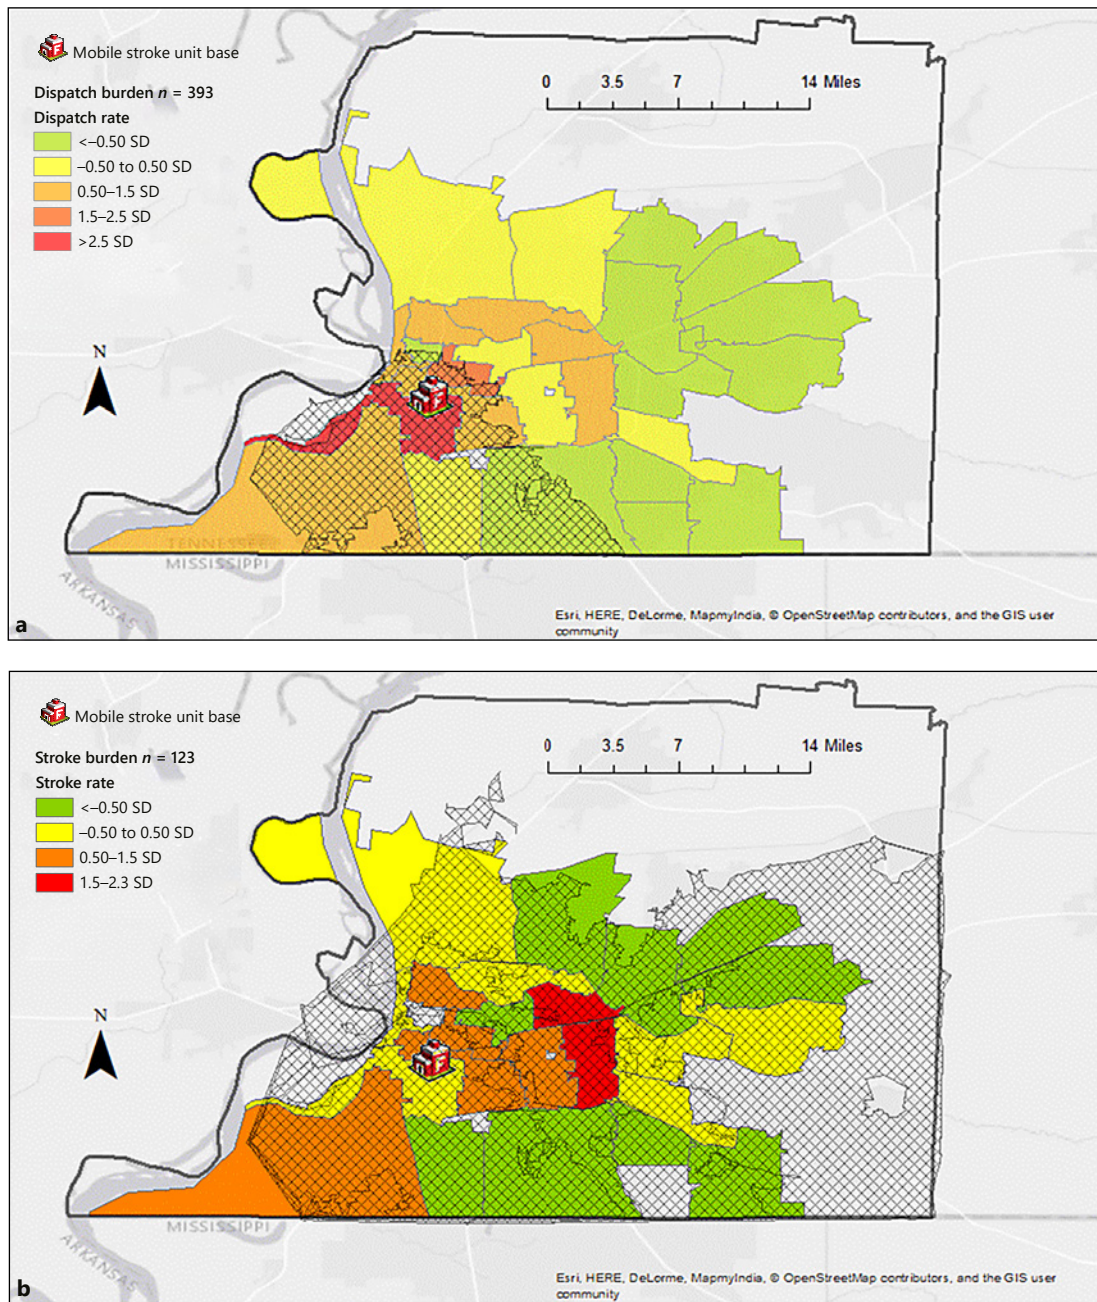 Mobile stroke unit base
Dispatch burden n = 393
Dispatch rate
<–0.50 SD
–0.50 to 0.50 SD
0.50–1.5 SD
1.5–2.5 SD
>2.5 SD
0 3.5 7 14 Miles
N
F
TENNESSEE
MISSISSIPPI
ARKANSAS
Esri, HERE, DeLorme, MapmyIndia, © OpenStreetMap contributors, and the GIS user
community
a
Mobile stroke unit base
Stroke burden n = 123
Stroke rate
<–0.50 SD
–0.50 to 0.50 SD
0.50–1.5 SD
1.5–2.3 SD
0 3.5 7 14 Miles
N
F
MISSISSIPPI
ARKANSAS
Esri, HERE, DeLorme, MapmyIndia, © OpenStreetMap contributors, and the GIS user
community
b